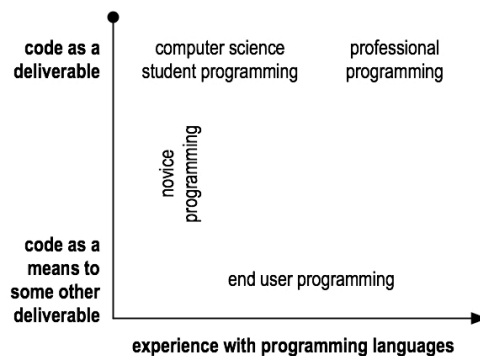 code as a
deliverable
computer science
student programming
professional
programming
novice
programming
code as a
means to
some other
deliverable
end user programming
experience with programming languages